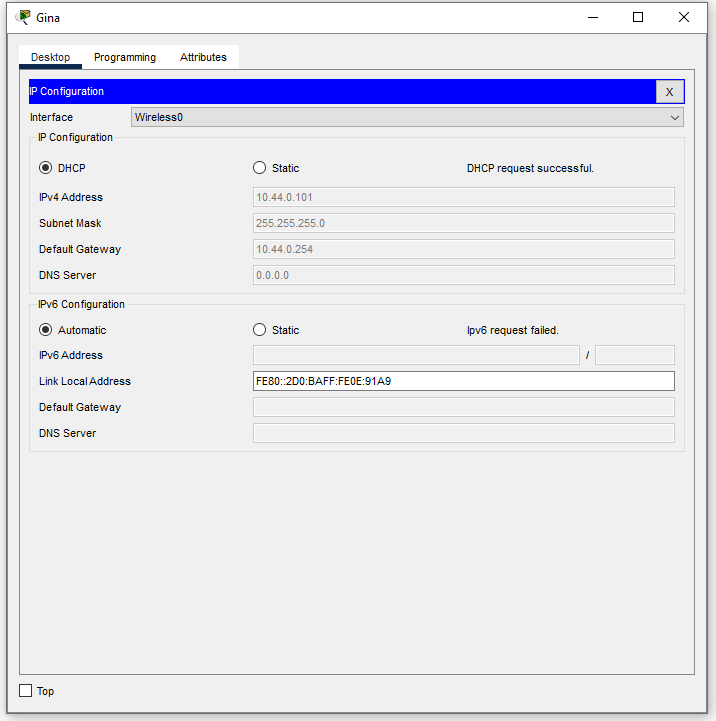 Gina
Desktop Programming Attributes
IP Configuration X
Interface Wireless0
IP Configuration
DHCP Static DHCP request successful.
IPv4 Address 10.44.0.101
Subnet Mask 255.255.255.0
Default Gateway 10.44.0.254
DNS Server 0.0.0.0
IPv6 Configuration
Automatic Static Ipv6 request failed.
IPv6 Address /
Link Local Address FE80::2D0:BAFF:FE0E:91A9
Default Gateway
DNS Server
Top